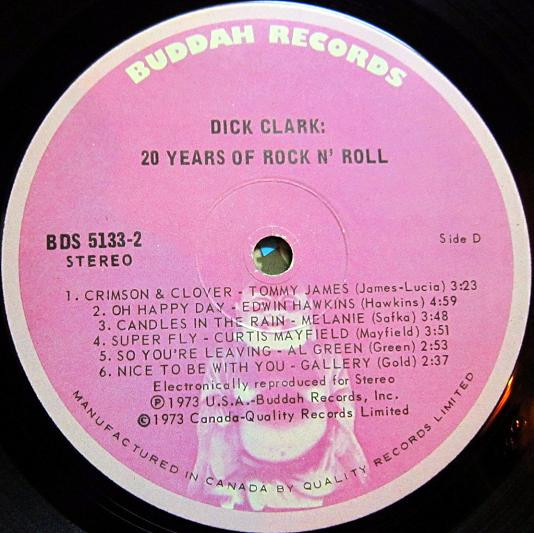 BUDDAH RECORDS
DICK CLARK:
20 YEARS OF ROCK N' ROLL
BDS 5133-2
STEREO
Side D
1. CRIMSON & CLOVER - TOMMY JAMES (James-Lucia) 3:23
2. OH HAPPY DAY - EDWIN HAWKINS (Hawkins) 4:59
3. CANDLES IN THE RAIN - MELANIE (Safka) 3:48
4. SUPER FLY - CURTIS MAYFIELD (Mayfield) 3:51
5. SO YOU'RE LEAVING - AL GREEN (Green) 2:53
6. NICE TO BE WITH YOU - GALLERY (Gold) 2:37
Electronically reproduced for Stereo
Ⓟ1973 U.S.A.-Buddah Records, Inc.
©1973 Canada-Quality Records Limited
MANUFACTURED IN CANADA BY QUALITY RECORDS LIMITED